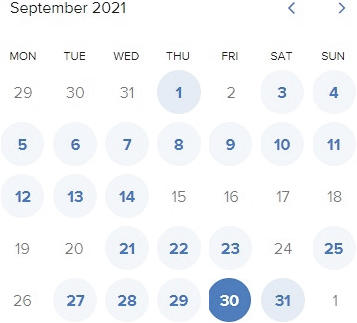 September 2021
MON TUE WED THU FRI SAT SUN
29 30 31 1 2 3 4
5 6 7 8 9 10 11
12 13 14 15 16 17 18
19 20 21 22 23 24 25
26 27 28 29 30 31 1